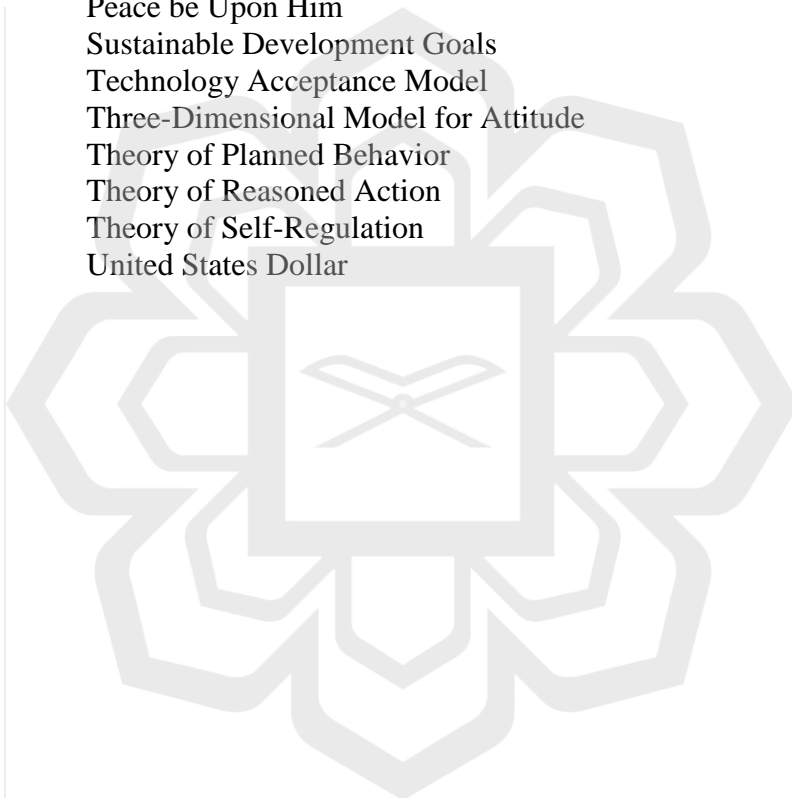 Peace be Upon Him
Sustainable Development Goals
Technology Acceptance Model
Three-Dimensional Model for Attitude
Theory of Planned Behavior
Theory of Reasoned Action
Theory of Self-Regulation
United States Dollar